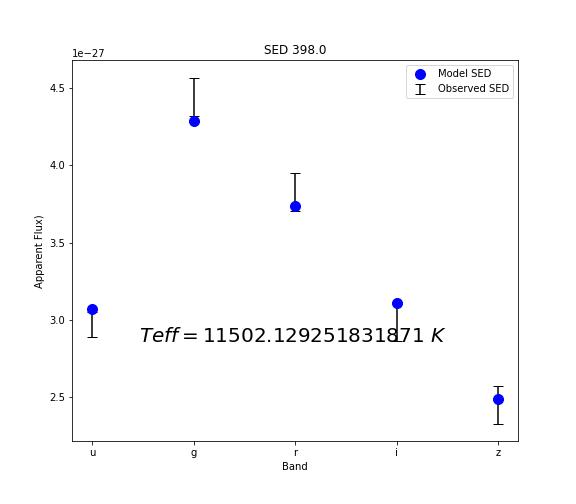 SED 398.0
1e−27
Model SED
Observed SED
4.5
4.0
3.5
3.0
2.5
Apparent Flux)
Teff = 11502.129251831871 K
u g r i z
Band